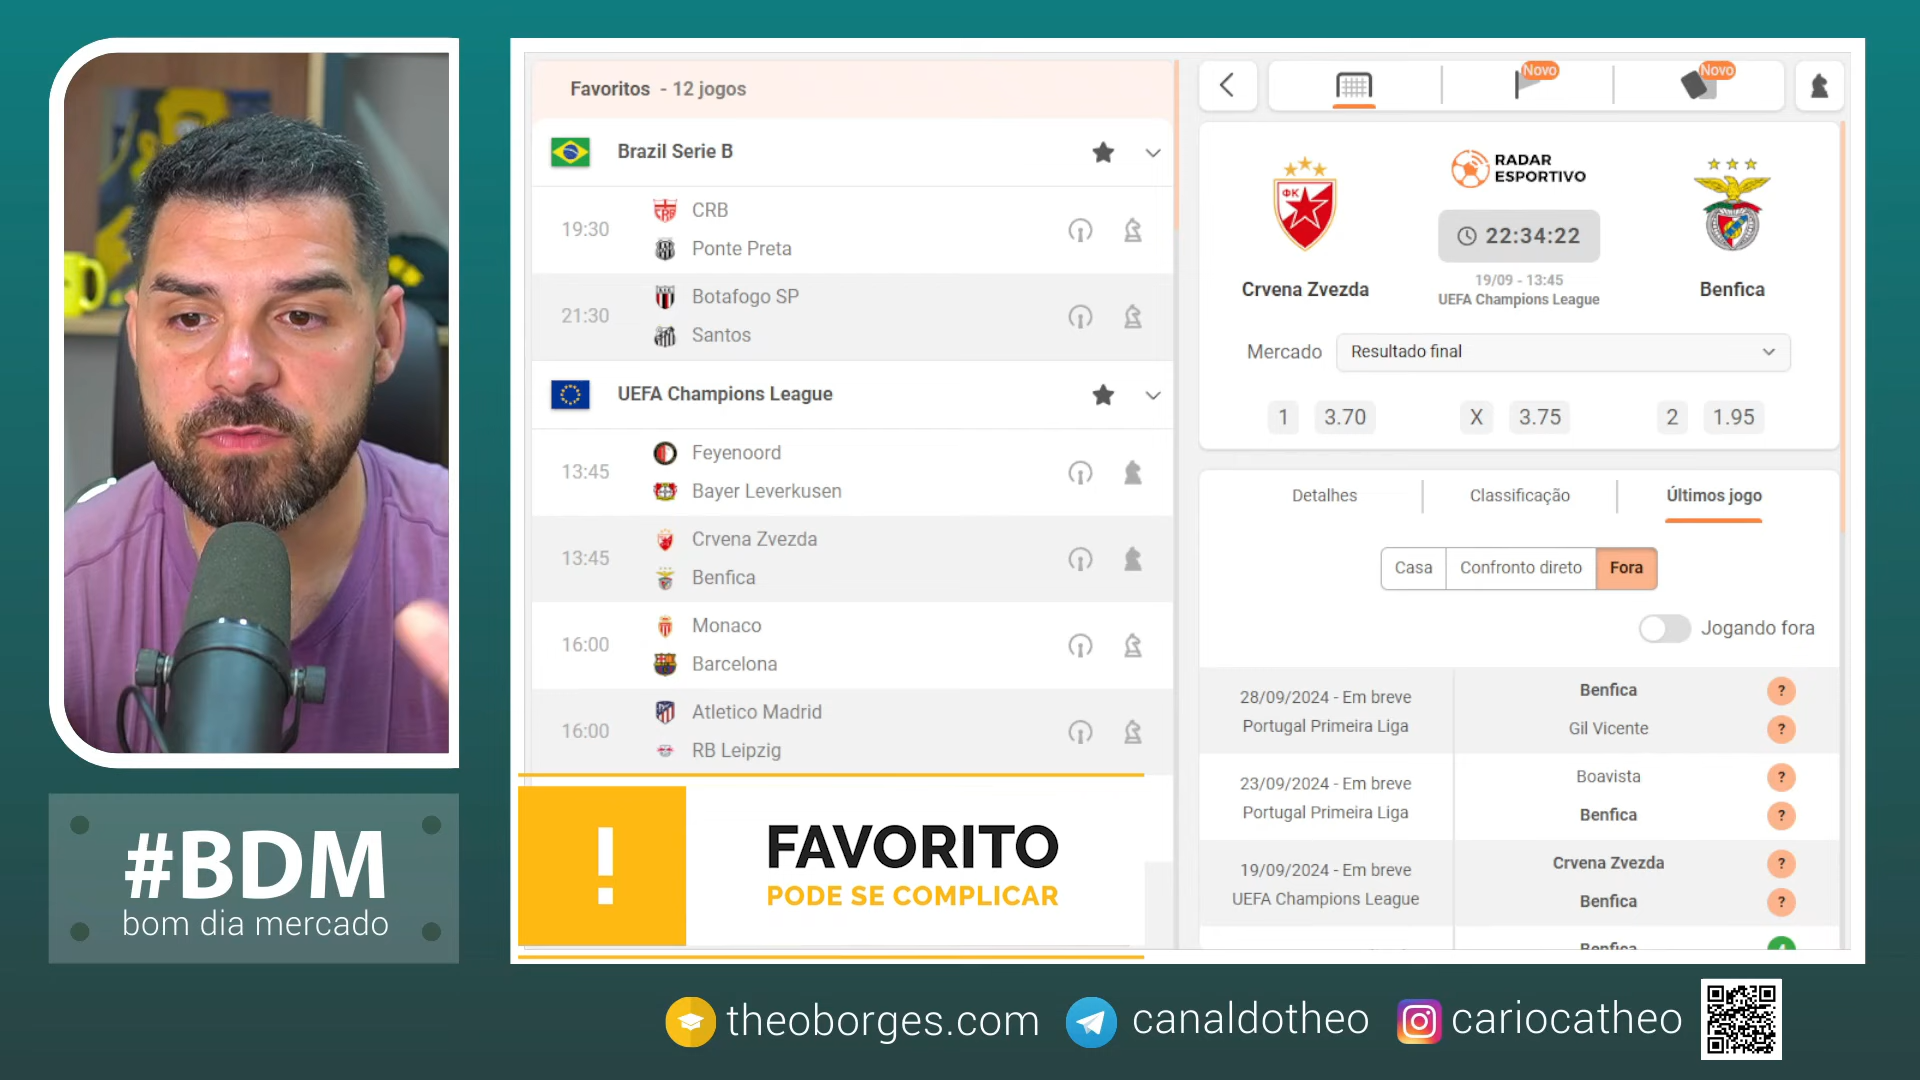 #BDM
bom dia mercado
Favoritos - 12 jogos
Brazil Serie B
19:30
CRB
Ponte Preta
21:30
Botafogo SP
Santos
UEFA Champions League
13:45
Feyenoord
Bayer Leverkusen
13:45
Crvena Zvezda
Benfica
16:00
Monaco
Barcelona
16:00
Atletico Madrid
RB Leipzig
!
FAVORITO
PODE SE COMPLICAR
Novo
Novo
RADAR
ESPORTIVO
ФК
22:34:22
19/09 - 13:45
UEFA Champions League
Crvena Zvezda
Benfica
Mercado
Resultado final
1 3.70 X 3.75 2 1.95
Detalhes
Classificação
Últimos jogo
Casa
Confronto direto
Fora
Jogando fora
28/09/2024 - Em breve
Portugal Primeira Liga
Benfica ?
Gil Vicente ?
23/09/2024 - Em breve
Portugal Primeira Liga
Boavista ?
Benfica ?
19/09/2024 - Em breve
UEFA Champions League
Crvena Zvezda ?
Benfica ?
Benfica
theoborges.com
canaldotheo
cariocatheo